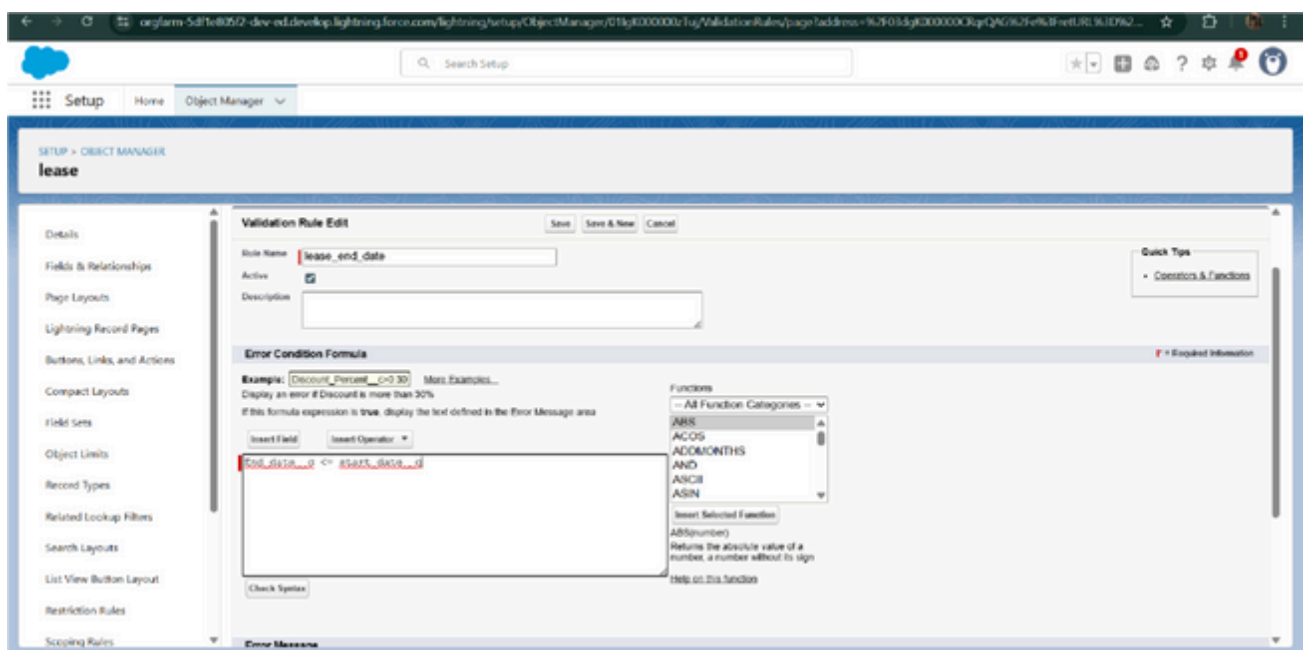 Search Setup
Setup Home Object Manager
SETUP > OBJECT MANAGER
lease
Details
Fields & Relationships
Page Layouts
Lightning Record Pages
Buttons, Links, and Actions
Compact Layouts
Field Sets
Object Limits
Record Types
Related Lookup Filters
Search Layouts
List View Button Layout
Restriction Rules
Scoping Rules
Validation Rule Edit Save Save & New Cancel
Rule Name lease_end_date
Active
Description
Quick Tips
• Operators & Functions
Error Condition Formula = Required Information
Example: Discount_Percent__c>0.30 More Examples...
Display an error if Discount is more than 30%
If this formula expression is true, display the text defined in the Error Message area
Insert Field Insert Operator
End_date__c <= start_date__c
Check Syntax
Functions
-- All Function Categories --
ABS
ACOS
ADDMONTHS
AND
ASCII
ASIN
Insert Selected Function
ABS(number)
Returns the absolute value of a
number, a number without its sign
Help on this function
Error Message